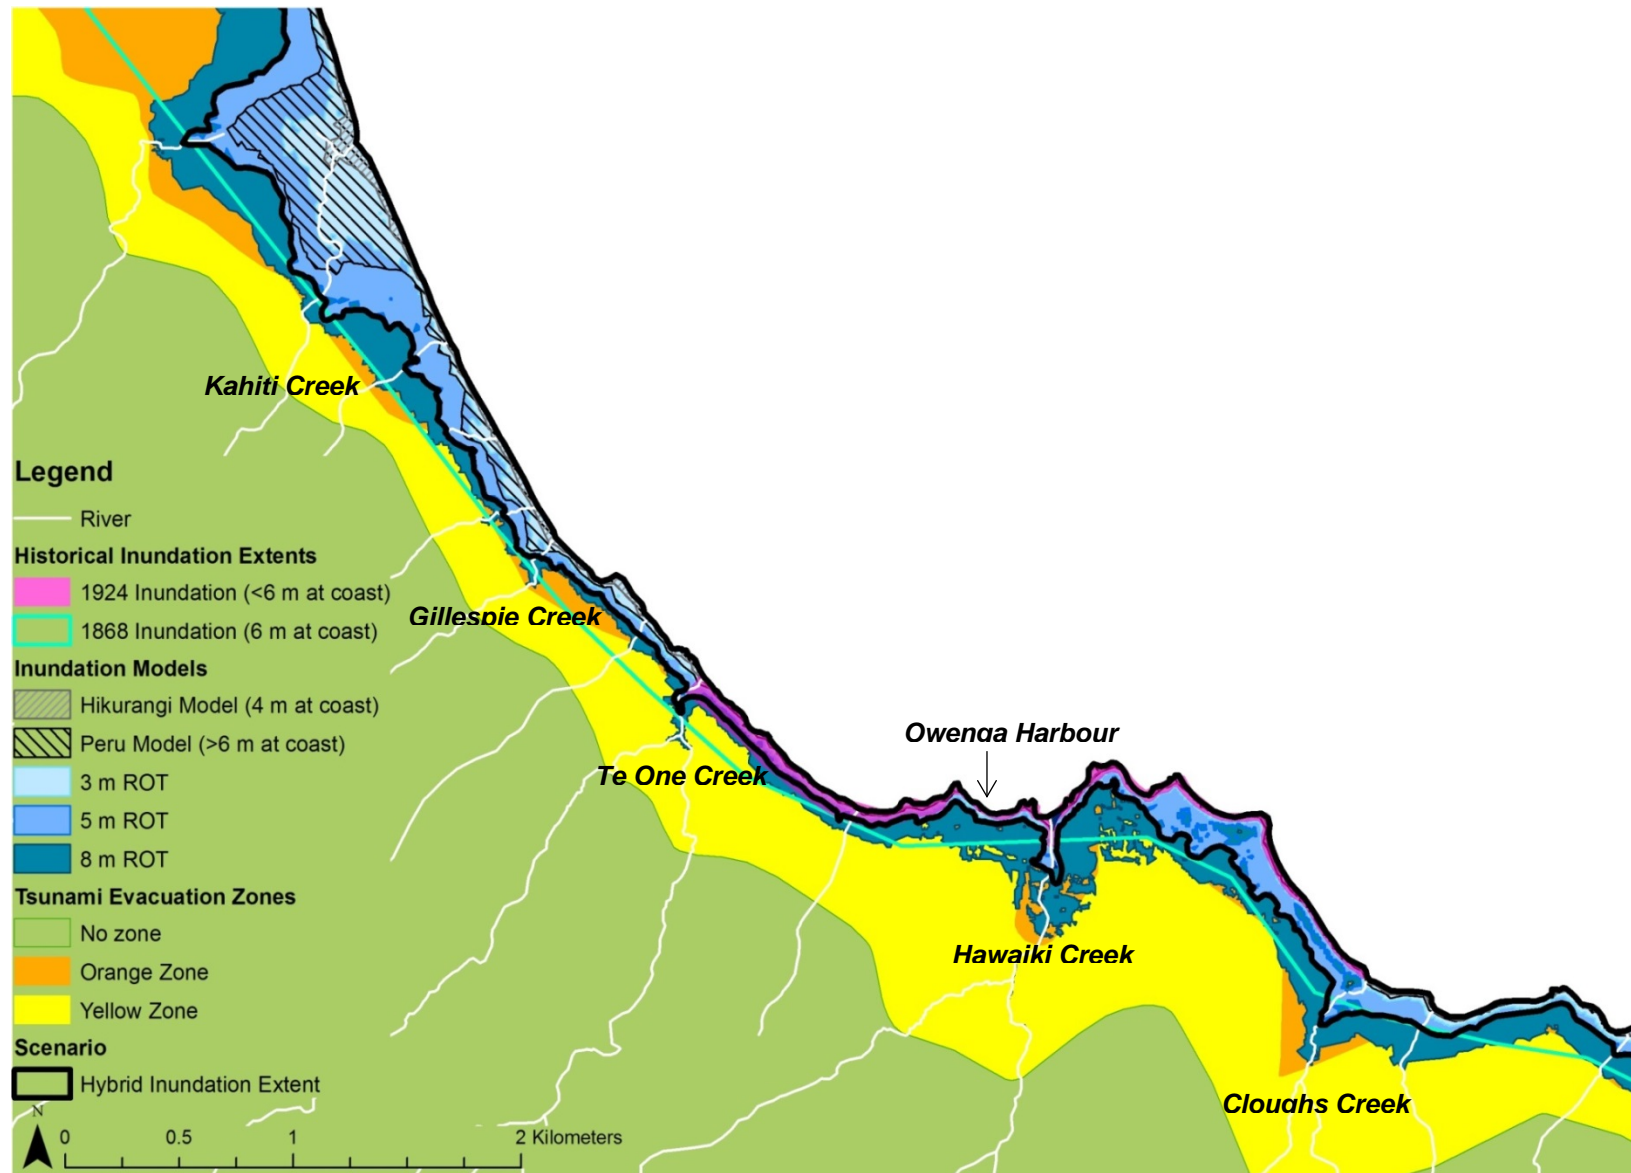 Kahiti Creek
Legend
River
Historical Inundation Extents
1924 Inundation (<6 m at coast)
1868 Inundation (6 m at coast)
Gillespie Creek
Inundation Models
Hikurangi Model (4 m at coast)
Peru Model (>6 m at coast)
Owenga Harbour
3 m ROT
Te One Creek
5 m ROT
8 m ROT
Tsunami Evacuation Zones
No zone
Hawaiki Creek
Orange Zone
Yellow Zone
Scenario
Hybrid Inundation Extent
Cloughs Creek
N
0 0.5 1 2 Kilometers